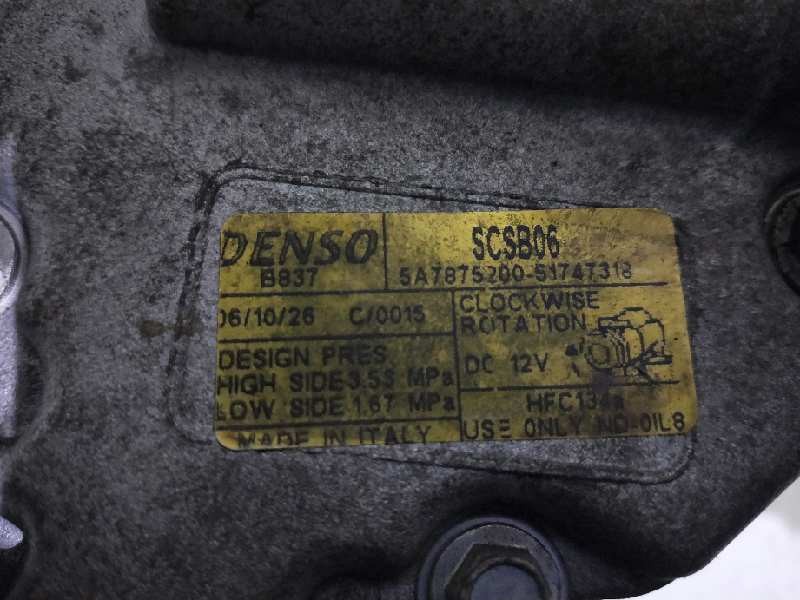 DENSO SCSB06
B837 5A7875200-51747318
06/10/26 C/0015 CLOCKWISE
ROTATION
DESIGN PRES DC 12V
HIGH SIDE 3.53 MPa
LOW SIDE 1.67 MPa HFC134a
MADE IN ITALY USE ONLY ND-OIL8